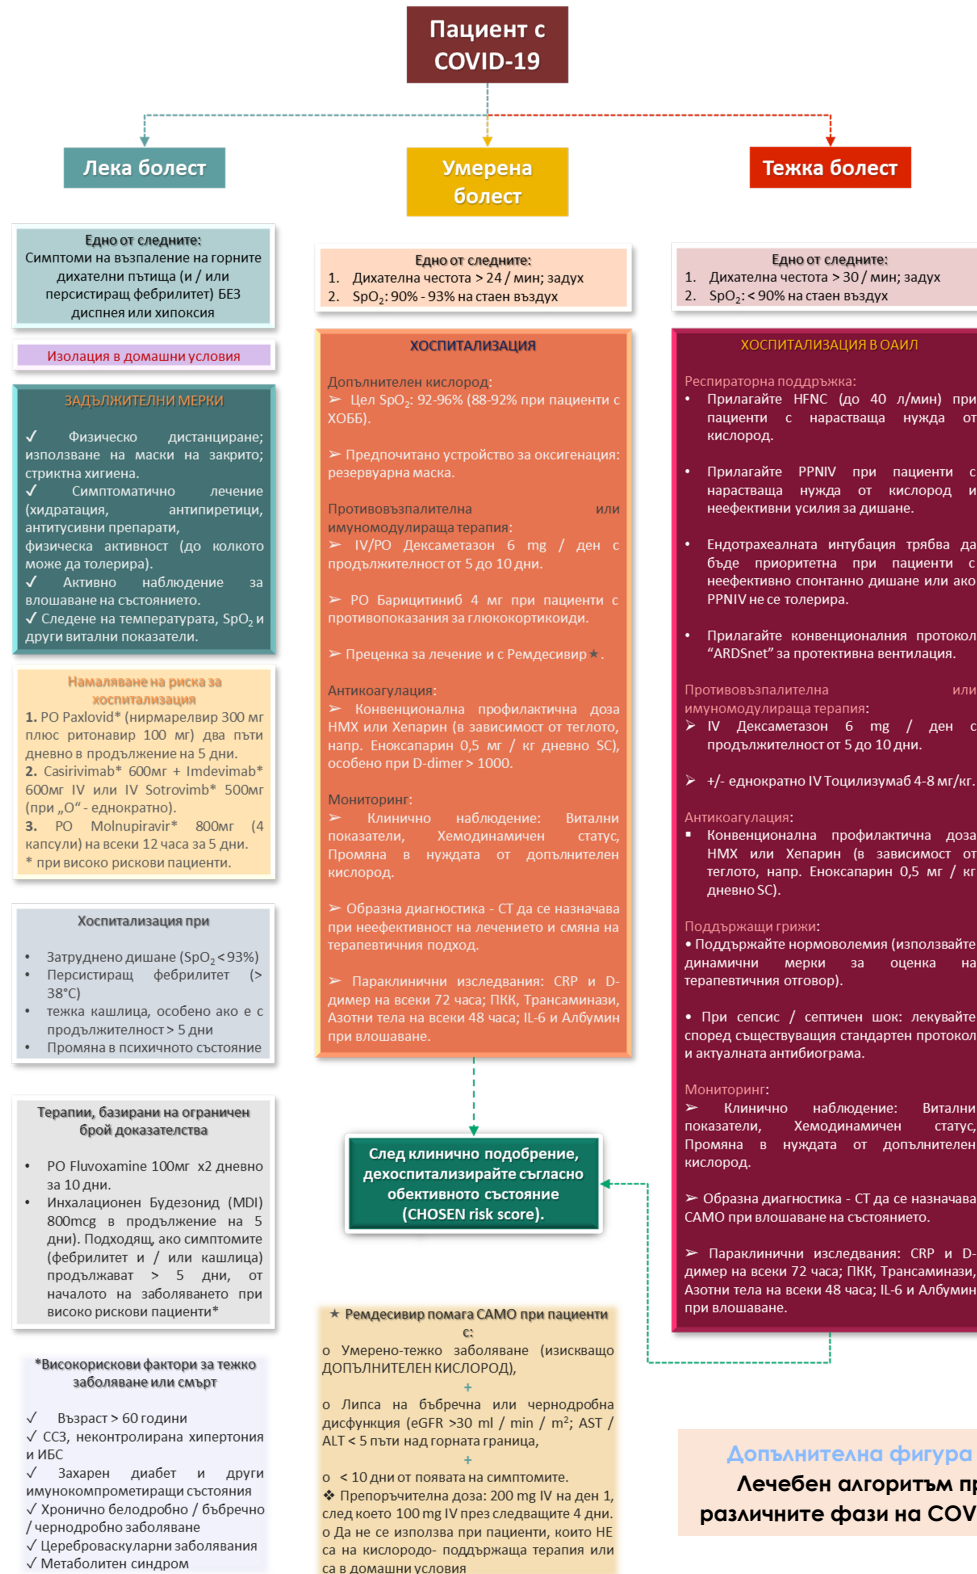 Пациент с
COVID-19
Лека болест
Умерена
болест
Тежка болест
Едно от следните:
Симптоми на възпаление на горните
дихателни пътища (и / или
персистиращ фебрилитет) БЕЗ
диспнея или хипоксия
Изолация в домашни условия
ЗАДЪЛЖИТЕЛНИ МЕРКИ
✓ Физическо дистанциране;
използване на маски на закрито;
стриктна хигиена.
✓ Симптоматично лечение
(хидратация, антипиретици,
антитусивни препарати,
физическа активност (до колкото
може да толерира).
✓ Активно наблюдение за
влошаване на състоянието.
✓ Следене на температурата, SpO₂ и
други витални показатели.
Намаляване на риска за
хоспитализация
1. PO Paxlovid* (нирмарелвир 300 мг
плюс ритонавир 100 мг) два пъти
дневно в продължение на 5 дни.
2. Casirivimab* 600мг + Imdevimab*
600мг IV или IV Sotrovimb* 500мг
(при „О“ - еднократно).
3. PO Molnupiravir* 800мг (4
капсули) на всеки 12 часа за 5 дни.
* при високо рискови пациенти.
Хоспитализация при
• Затруднено дишане (SpO₂ < 93%)
• Персистиращ фебрилитет (>
38°C)
• тежка кашлица, особено ако е с
продължителност > 5 дни
• Промяна в психичното състояние
Терапии, базирани на ограничен
брой доказателства
• PO Fluvoxamine 100мг x2 дневно
за 10 дни.
• Инхалационен Будезонид (MDI)
800mcg в продължение на 5
дни). Подходящ, ако симптомите
(фебрилитет и / или кашлица)
продължават > 5 дни, от
началото на заболяването при
високо рискови пациенти*
*Високорискови фактори за тежко
заболяване или смърт
✓ Възраст > 60 години
✓ ССЗ, неконтролирана хипертония
и ИБС
✓ Захарен диабет и други
имунокомпрометиращи състояния
✓ Хронично белодробно / бъбречно
/ чернодробно заболяване
✓ Цереброваскуларни заболявания
✓ Метаболитен синдром
Едно от следните:
1. Дихателна честота > 24 / мин; задух
2. SpO₂: 90% - 93% на стаен въздух
ХОСПИТАЛИЗАЦИЯ
Допълнителен кислород:
➢ Цел SpO₂: 92-96% (88-92% при пациенти с
ХОББ).
➢ Предпочитано устройство за оксигенация:
резервуарна маска.
Противовъзпалителна или
имуномодулираща терапия:
➢ IV/PO Дексаметазон 6 mg / ден с
продължителност от 5 до 10 дни.
➢ PO Барицитиниб 4 мг при пациенти с
противопоказания за глюкокортикоиди.
➢ Преценка за лечение и с Ремдесивир★.
Антикоагулация:
➢ Конвенционална профилактична доза
НМХ или Хепарин (в зависимост от теглото,
напр. Еноксапарин 0,5 мг / кг дневно SC),
особено при D-dimer > 1000.
Мониторинг:
➢ Клинично наблюдение: Витални
показатели, Хемодинамичен статус,
Промяна в нуждата от допълнителен
кислород.
➢ Образна диагностика - СТ да се назначава
при неефективност на лечението и смяна на
терапевтичния подход.
➢ Параклинични изследвания: CRP и D-
димер на всеки 72 часа; ПКК, Трансаминази,
Азотни тела на всеки 48 часа; IL-6 и Албумин
при влошаване.
След клинично подобрение,
дехоспитализирайте съгласно
обективното състояние
(CHOSEN risk score).
★ Ремдесивир помага САМО при пациенти
с:
o Умерено-тежко заболяване (изискващо
ДОПЪЛНИТЕЛЕН КИСЛОРОД),
+
o Липса на бъбречна или чернодробна
дисфункция (eGFR >30 ml / min / m²; AST /
ALT < 5 пъти над горната граница,
+
o < 10 дни от появата на симптомите.
❖ Препоръчителна доза: 200 mg IV на ден 1,
след което 100 mg IV през следващите 4 дни.
o Да не се използва при пациенти, които НЕ
са на кислородо- поддържаща терапия или
са в домашни условия
Едно от следните:
1. Дихателна честота > 30 / мин; задух
2. SpO₂: < 90% на стаен въздух
ХОСПИТАЛИЗАЦИЯ В ОАИЛ
Респираторна поддръжка:
• Прилагайте HFNC (до 40 л/мин) при
пациенти с нарастваща нужда от
кислород.
• Прилагайте PPNIV при пациенти с
нарастваща нужда от кислород и
неефективни усилия за дишане.
• Ендотрахеалната интубация трябва да
бъде приоритетна при пациенти с
неефективно спонтанно дишане или ако
PPNIV не се толерира.
• Прилагайте конвенционалния протокол
“ARDSnet” за протективна вентилация.
Противовъзпалителна или
имуномодулираща терапия:
➢ IV Дексаметазон 6 mg / ден с
продължителност от 5 до 10 дни.
➢ +/- еднократно IV Тоцилизумаб 4-8 мг/кг.
Антикоагулация:
▪ Конвенционална профилактична доза
НМХ или Хепарин (в зависимост от
теглото, напр. Еноксапарин 0,5 мг / кг
дневно SC).
Поддържащи грижи:
• Поддържайте нормоволемия (използвайте
динамични мерки за оценка на
терапевтичния отговор).
• При сепсис / септичен шок: лекувайте
според съществуващия стандартен протокол
и актуалната антибиограма.
Мониторинг:
➢ Клинично наблюдение: Витални
показатели, Хемодинамичен статус,
Промяна в нуждата от допълнителен
кислород.
➢ Образна диагностика - СТ да се назначава
САМО при влошаване на състоянието.
➢ Параклинични изследвания: CRP и D-
димер на всеки 72 часа; ПКК, Трансаминази,
Азотни тела на всеки 48 часа; IL-6 и Албумин
при влошаване.
Допълнителна фигура
Лечебен алгоритъм пр
различните фази на COV